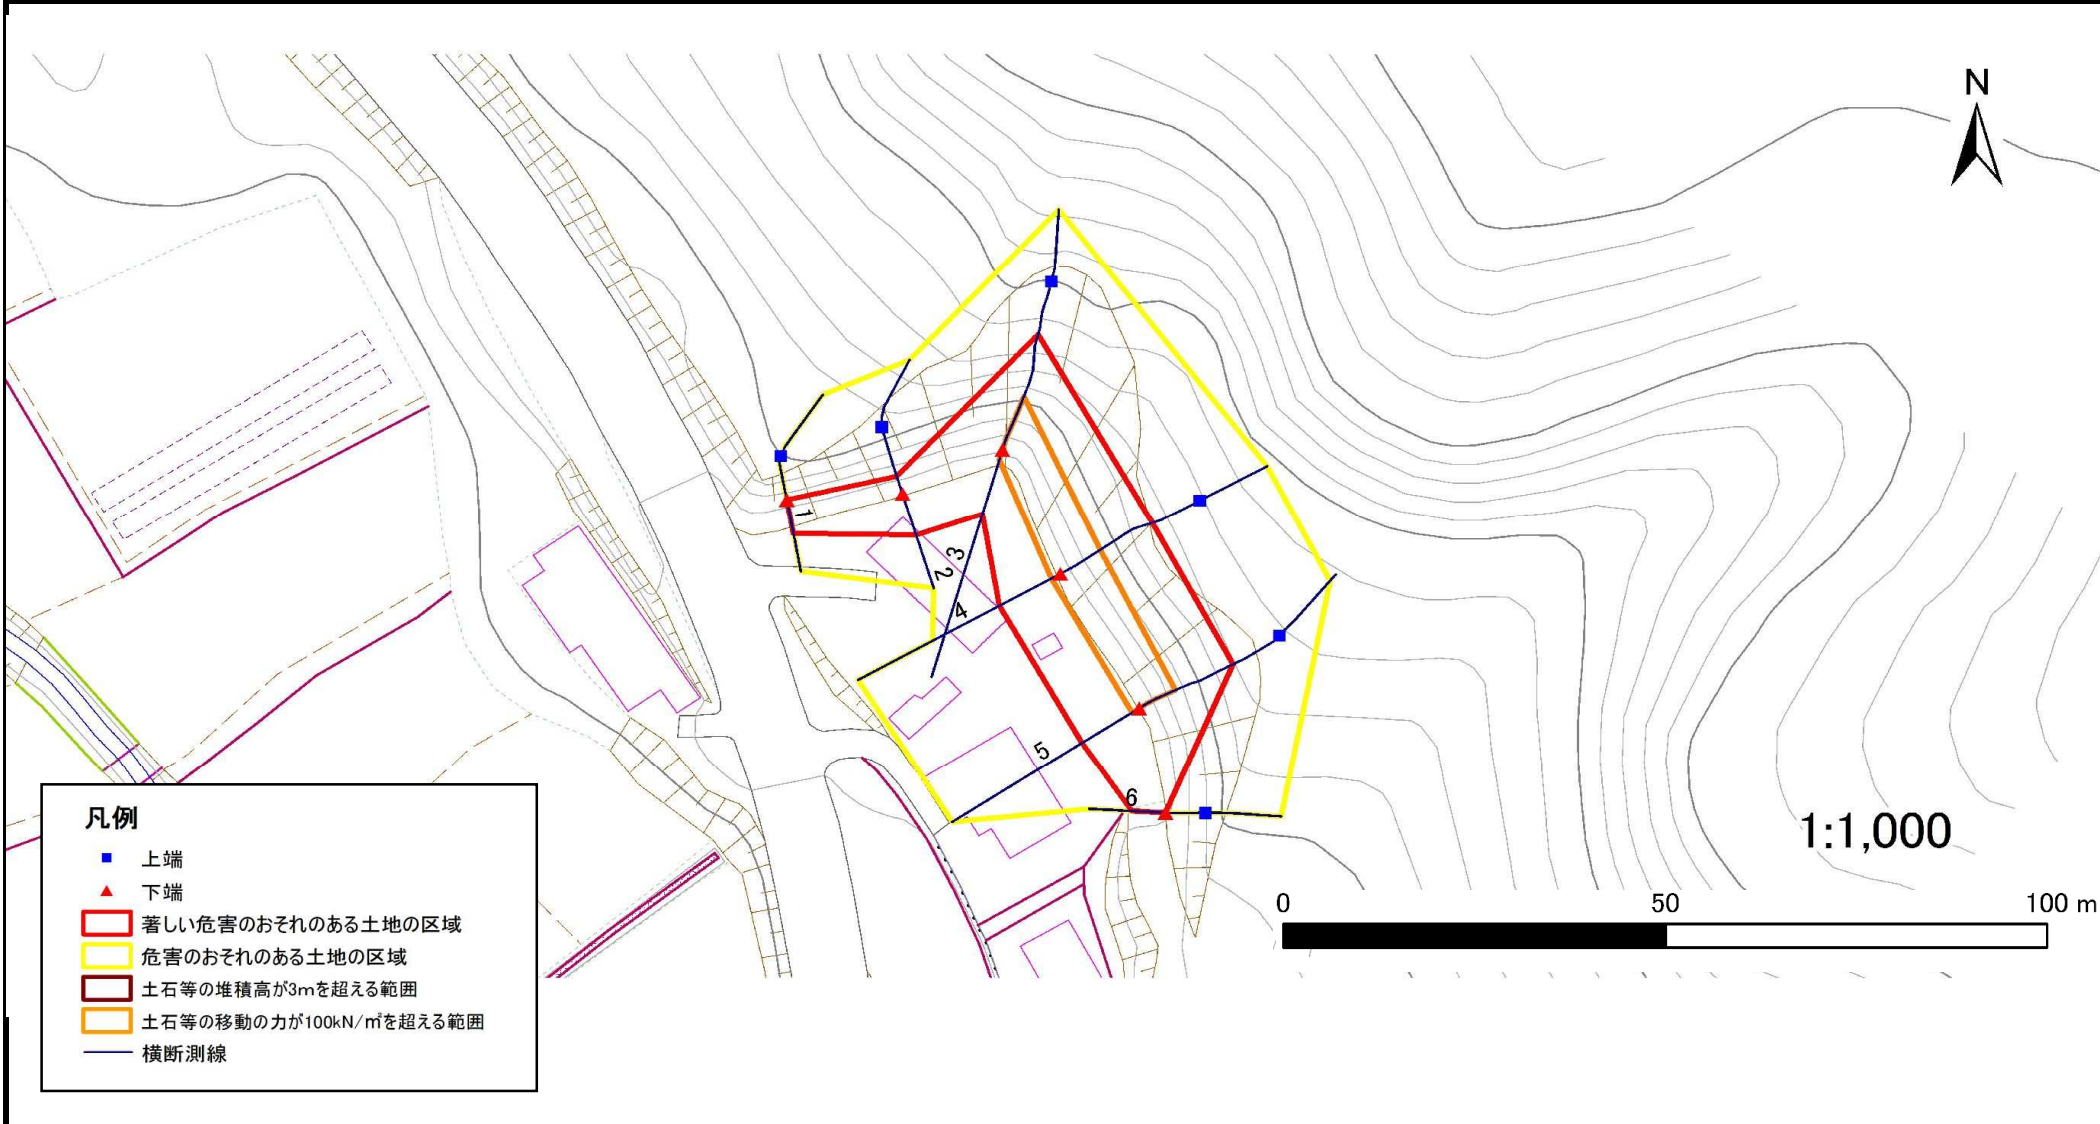 N
1
2
3
4
5
6
1:1,000
0 50 100 m
凡例
上端
下端
著しい危害のおそれのある土地の区域
危害のおそれのある土地の区域
土石等の堆積高が3mを超える範囲
土石等の移動の力が100kN/㎡を超える範囲
横断測線